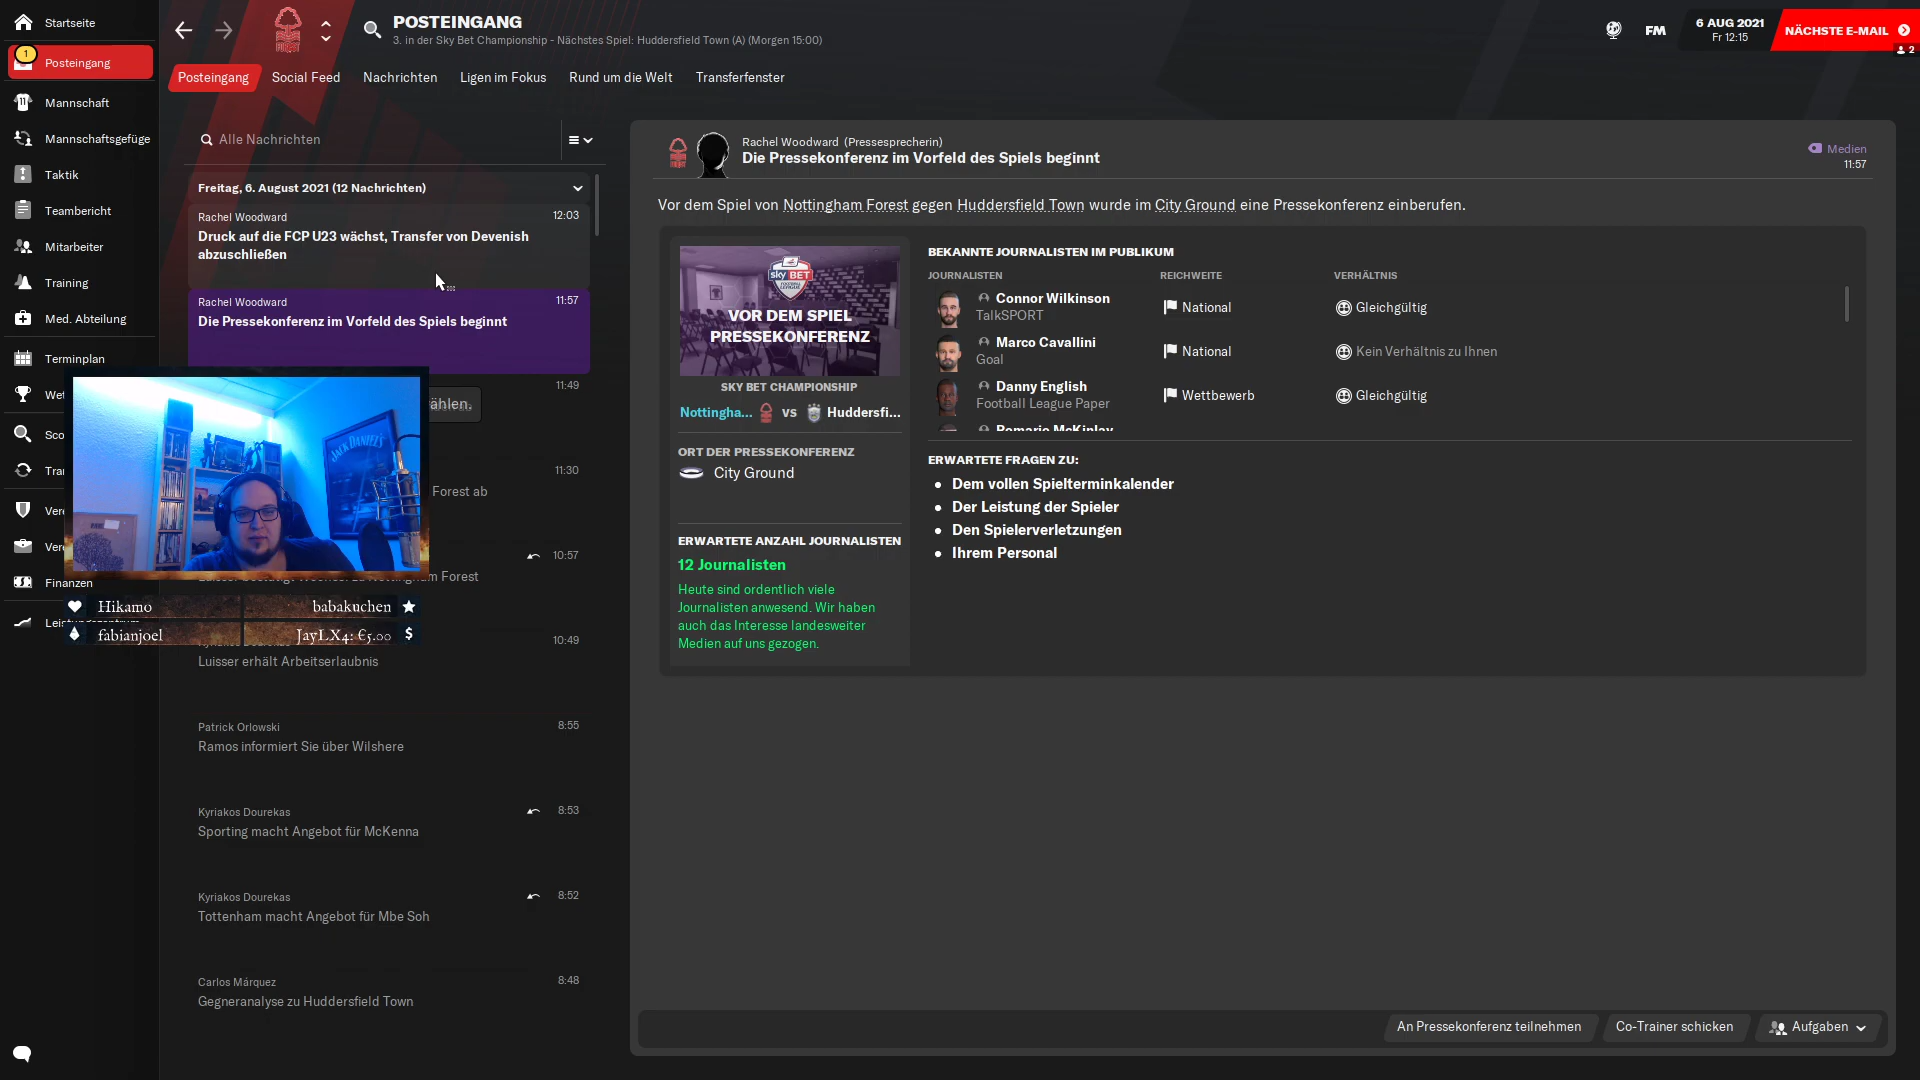 Startseite
1
Posteingang
Mannschaft
Mannschaftsgefüge
Taktik
Teambericht
Mitarbeiter
Training
Med. Abteilung
Terminplan
Finanzen
POSTEINGANG
3. in der Sky Bet Championship - Nächstes Spiel: Huddersfield Town (A) (Morgen 15:00)
FM
6 AUG 2021
Fr 12:15
NÄCHSTE E-MAIL
2
Posteingang
Social Feed
Nachrichten
Ligen im Fokus
Rund um die Welt
Transferfenster
Alle Nachrichten
Freitag, 6. August 2021 (12 Nachrichten)
Rachel Woodward 12:03
Druck auf die FCP U23 wächst, Transfer von Devenish
abzuschließen
Rachel Woodward 11:57
Die Pressekonferenz im Vorfeld des Spiels beginnt
11:49
ählen.
11:30
Forest ab
10:57
Forest
JACK DANIEL'S
Hikamo
babakuchen
fabianjoel
JayLX4: €5.00
10:49
Luisser erhält Arbeitserlaubnis
Patrick Orlowski 8:55
Ramos informiert Sie über Wilshere
Kyriakos Dourekas 8:53
Sporting macht Angebot für McKenna
Kyriakos Dourekas 8:52
Tottenham macht Angebot für Mbe Soh
Carlos Márquez 8:48
Gegneranalyse zu Huddersfield Town
Rachel Woodward (Pressesprecherin)
Die Pressekonferenz im Vorfeld des Spiels beginnt
Medien
11:57
Vor dem Spiel von Nottingham Forest gegen Huddersfield Town wurde im City Ground eine Pressekonferenz einberufen.
sky BET
VOR DEM SPIEL
PRESSEKONFERENZ
SKY BET CHAMPIONSHIP
Nottingha... VS Huddersfi...
ORT DER PRESSEKONFERENZ
City Ground
ERWARTETE ANZAHL JOURNALISTEN
12 Journalisten
Heute sind ordentlich viele
Journalisten anwesend. Wir haben
auch das Interesse landesweiter
Medien auf uns gezogen.
BEKANNTE JOURNALISTEN IM PUBLIKUM
JOURNALISTEN REICHWEITE VERHÄLTNIS
Connor Wilkinson
TalkSPORT
National
Gleichgültig
Marco Cavallini
Goal
National
Kein Verhältnis zu Ihnen
Danny English
Football League Paper
Wettbewerb
Gleichgültig
Romario McKinlay
ERWARTETE FRAGEN ZU:
Dem vollen Spielterminkalender
Der Leistung der Spieler
Den Spielerverletzungen
Ihrem Personal
An Pressekonferenz teilnehmen
Co-Trainer schicken
Aufgaben